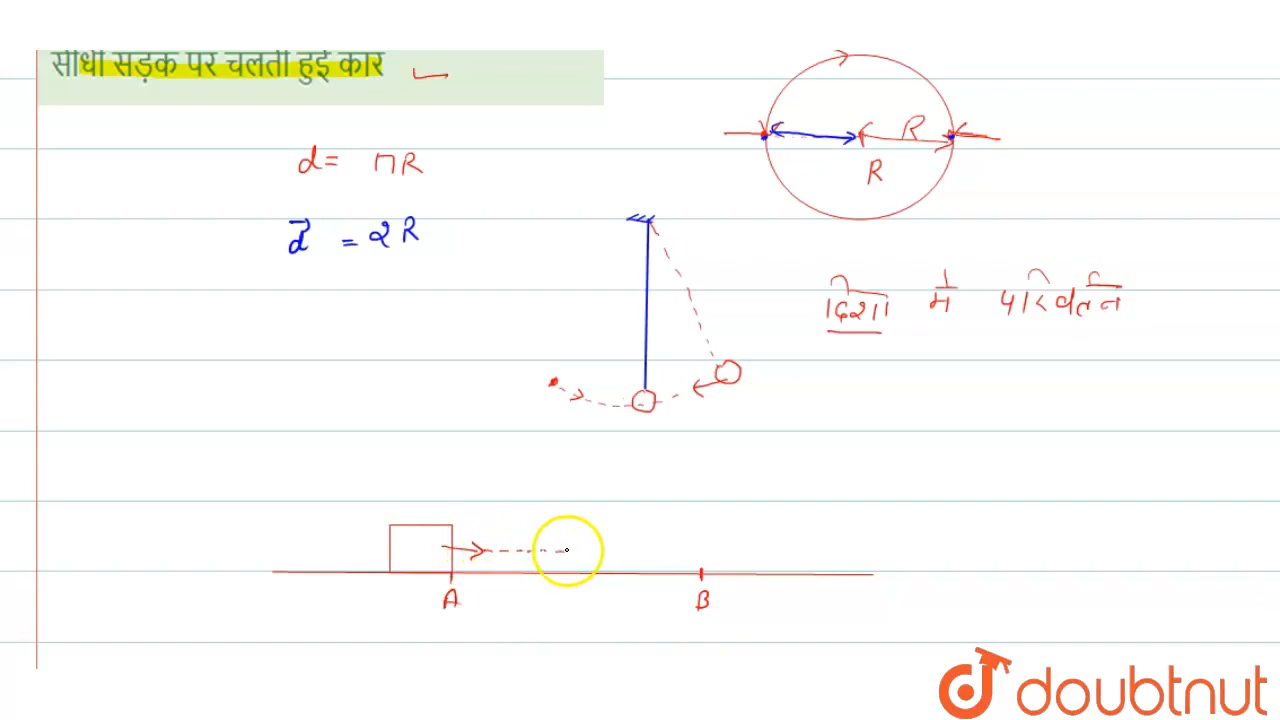 सीधी सड़क पर चलती हुई कार
R
R
d= πR
d⃗ = 2R
दिशा में परिवर्तन
A
B
doubtnut